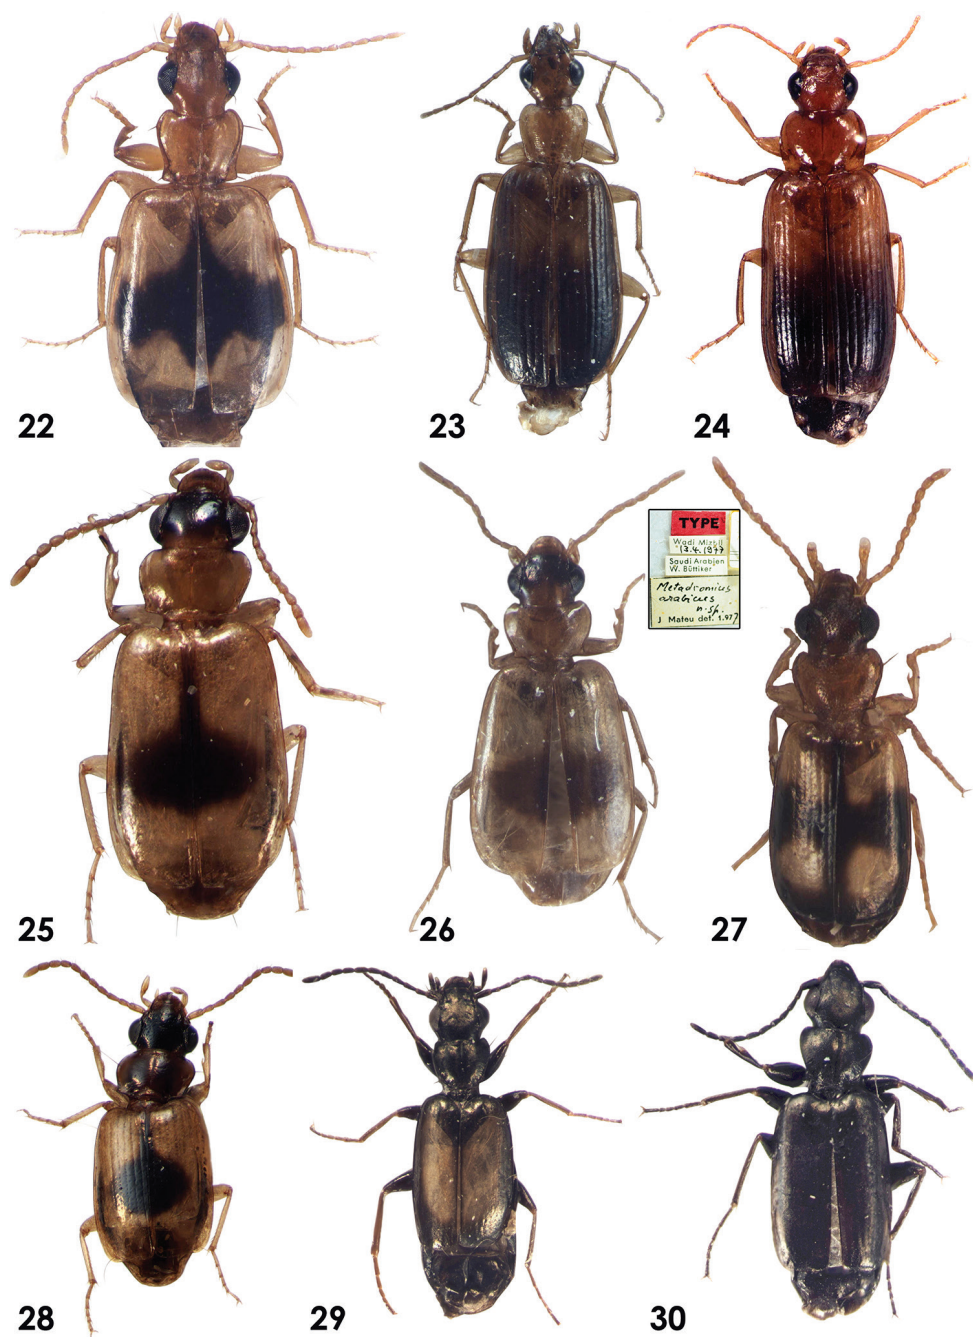 22
23
24
TYPE
Wadi Mizbil
13.4.1977
Saudi Arabien
W. Büttiker
Metadromius
arabicus
n. sp.
J. Mateu det. 1.977
25
26
27
28
29
30